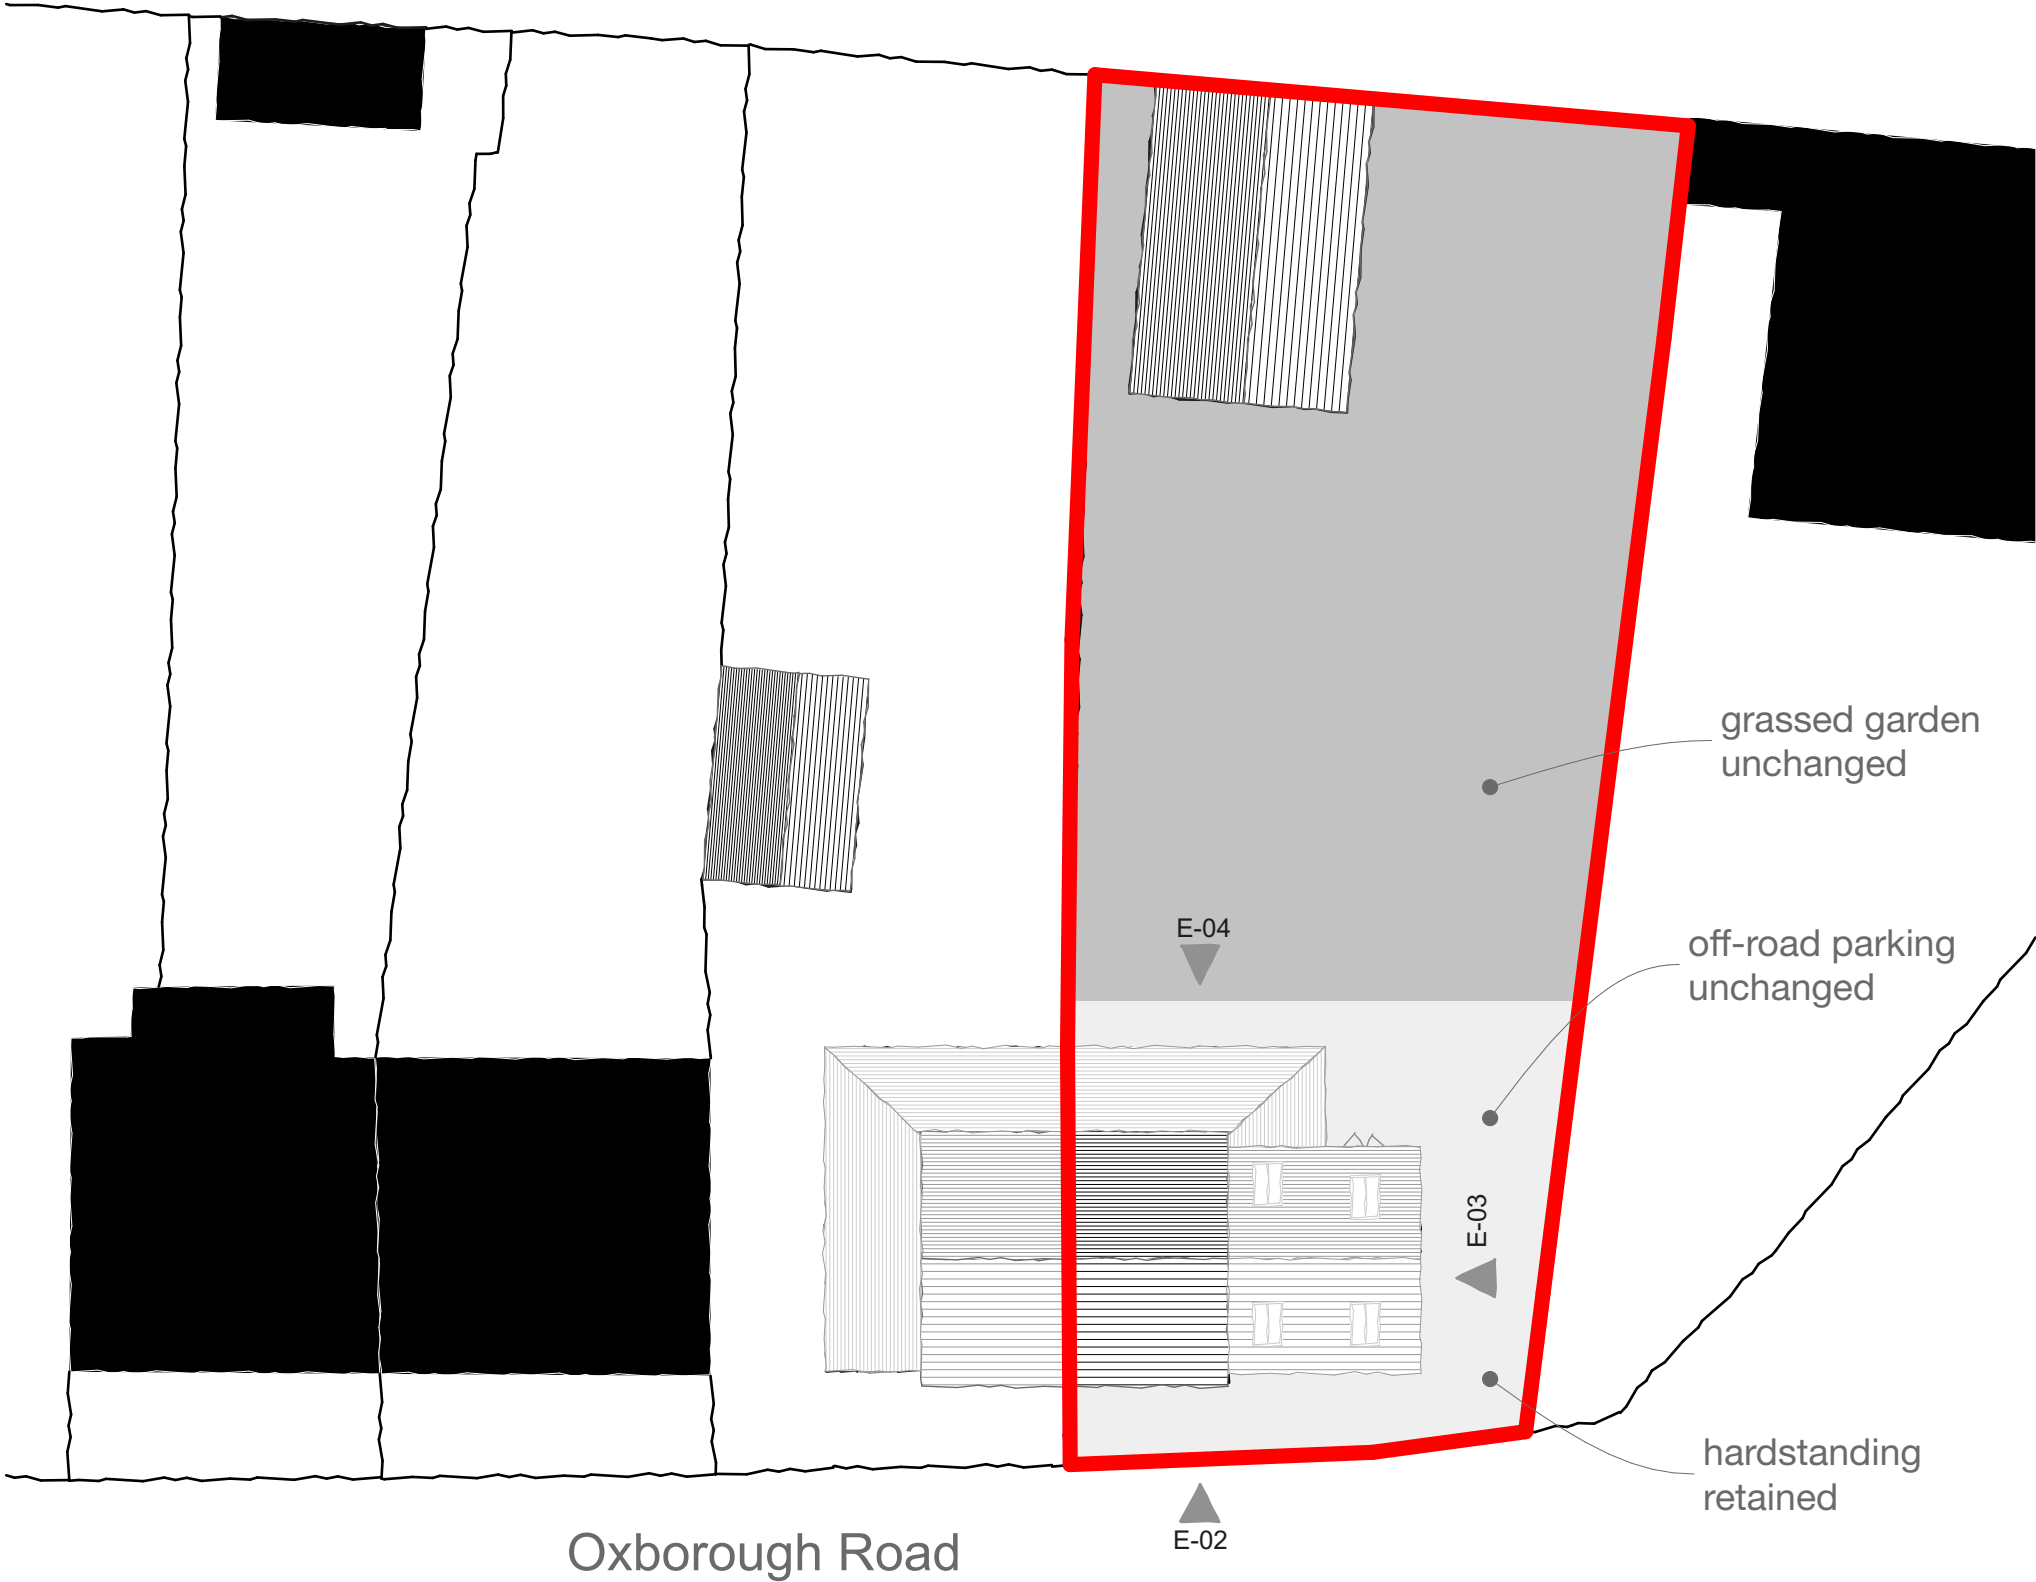 grassed garden
unchanged
E-04
off-road parking
unchanged
E-03
hardstanding
retained
E-02
Oxborough Road